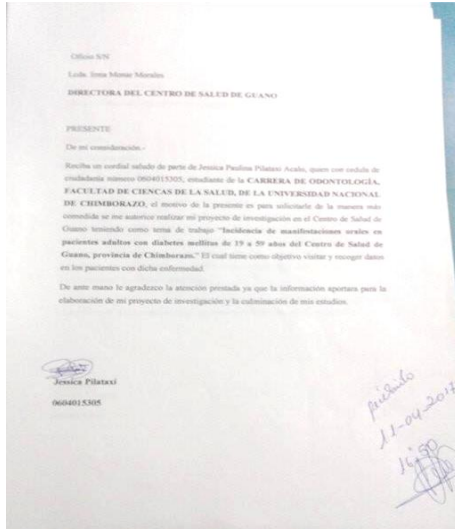 Oficio S/N
Lcda. Irma Morales
DIRECTORA DEL CENTRO DE SALUD DE GUANO
PRESENTE
De mi consideración.-
Reciba un cordial saludo de parte de Jessica Paulina Pilataxi, quien con cedula de
ciudadanía número 0604015305, estudiante de la CARRERA DE ODONTOLOGÍA,
FACULTAD DE CIENCAS DE LA SALUD, DE LA UNIVERSIDAD NACIONAL
DE CHIMBORAZO, el motivo de la presente es para solicitarle de la manera más
comedida se me autorice realizar mi proyecto de investigación en el Centro de Salud de
Guano teniendo como tema de trabajo "Incidencia de manifestaciones orales en
pacientes adultos con diabetes mellitus de 19 a 59 años del Centro de Salud de
Guano, provincia de Chimborazo." El cual tiene como objetivo visitar y recoger datos
en los pacientes con dicha enfermedad.
De ante mano le agradezco la atención prestada ya que la información aportara para la
elaboración de mi proyecto de investigación y la culminación de mis estudios.
Jessica Pilataxi
0604015305
11-04-2017
16:50